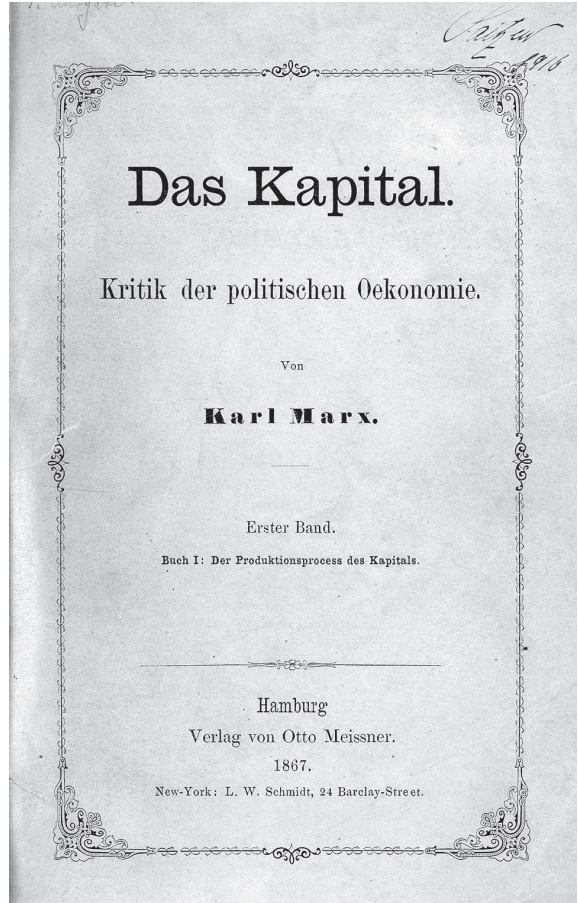 1916
Das Kapital.
Kritik der politischen Oekonomie.
Von
Karl Marx.
Erster Band.
Buch I: Der Produktionsprocess des Kapitals.
Hamburg
Verlag von Otto Meissner.
1867.
New-York: L. W. Schmidt, 24 Barclay-Street.